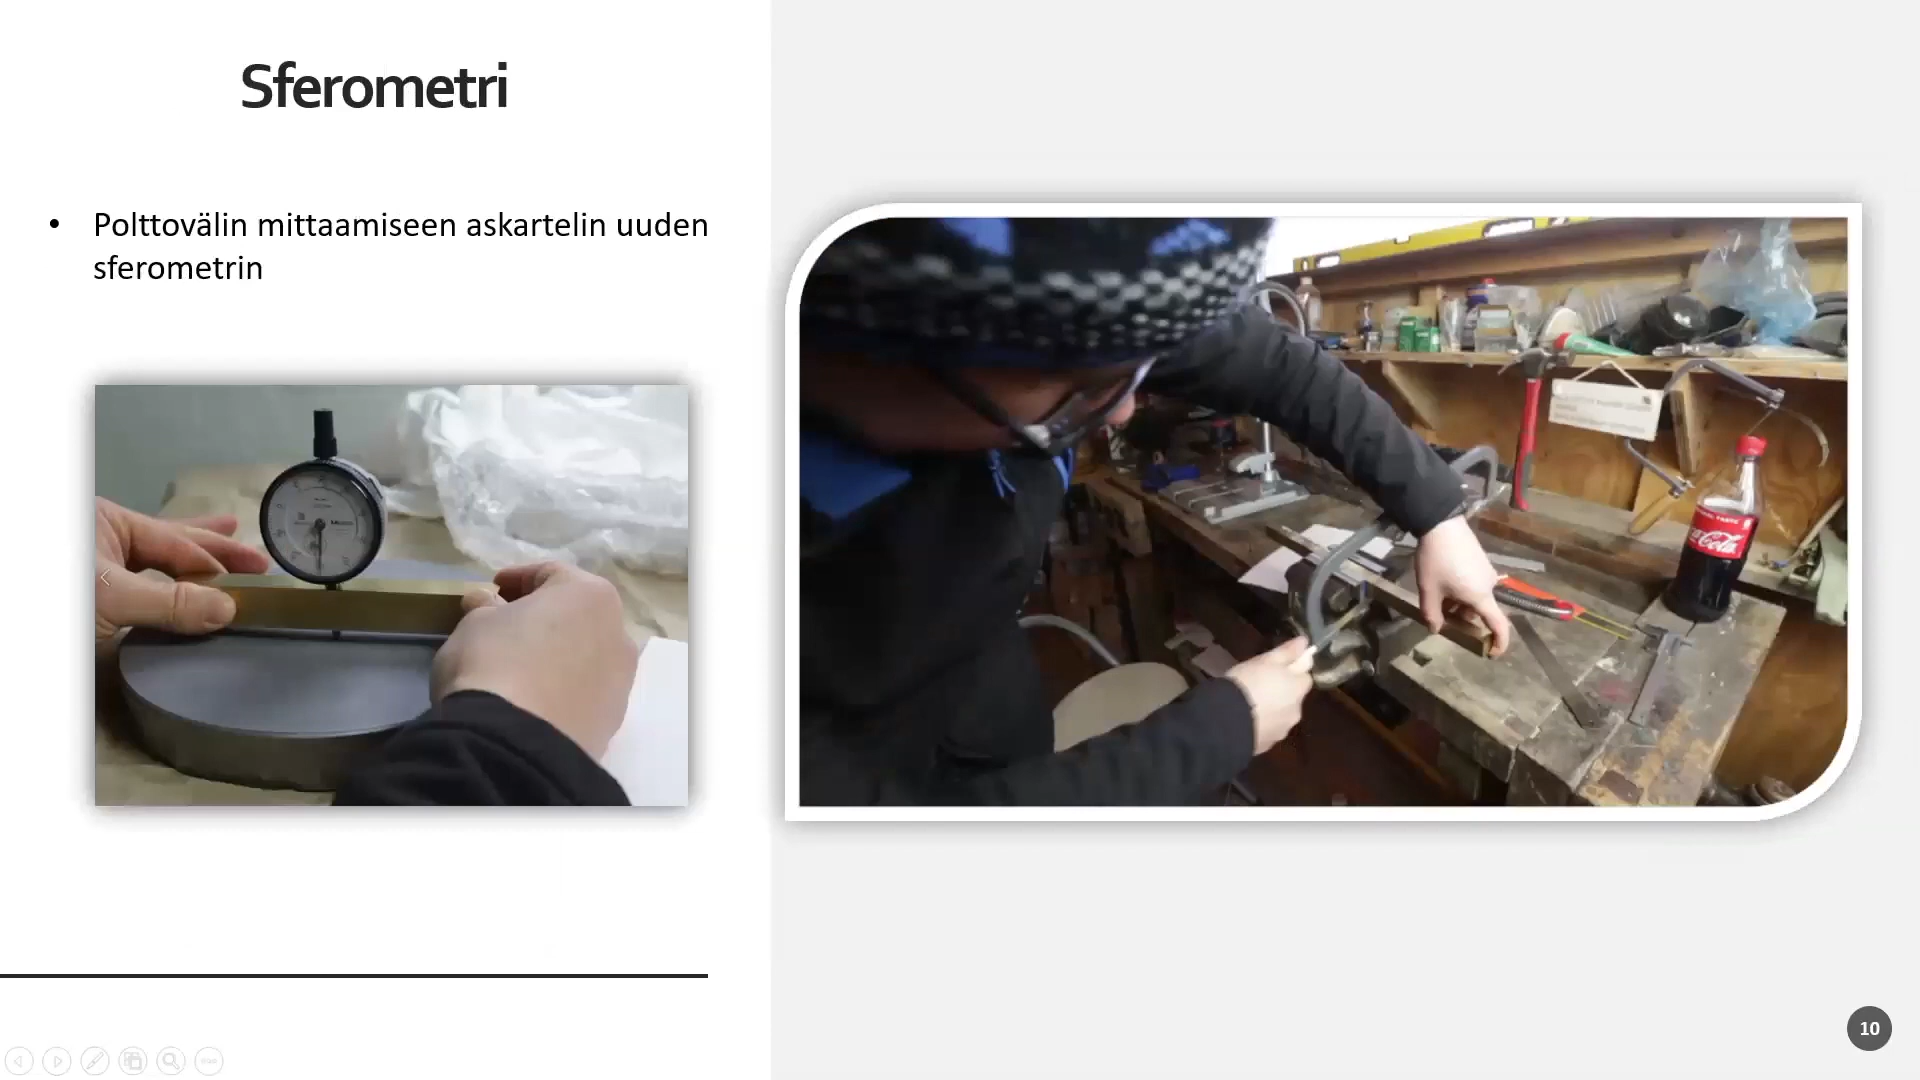 Sferometri
• Polttovälin mittaamiseen askartelin uuden
sferometrin
Coca-Cola
10